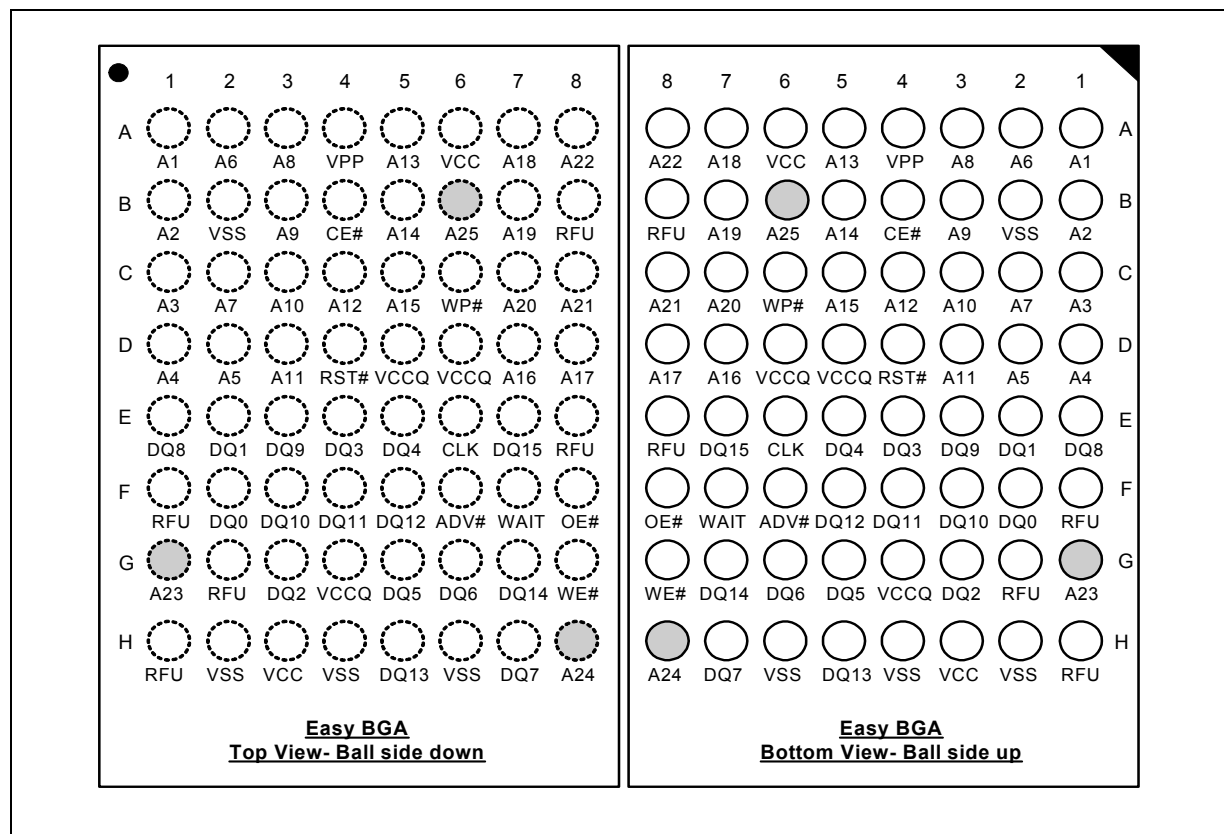 1 2 3 4 5 6 7 8
A
A1 A6 A8 VPP A13 VCC A18 A22
B
A2 VSS A9 CE# A14 A25 A19 RFU
C
A3 A7 A10 A12 A15 WP# A20 A21
D
A4 A5 A11 RST# VCCQ VCCQ A16 A17
E
DQ8 DQ1 DQ9 DQ3 DQ4 CLK DQ15 RFU
F
RFU DQ0 DQ10 DQ11 DQ12 ADV# WAIT OE#
G
A23 RFU DQ2 VCCQ DQ5 DQ6 DQ14 WE#
H
RFU VSS VCC VSS DQ13 VSS DQ7 A24
Easy BGA
Top View- Ball side down
8 7 6 5 4 3 2 1
A
A22 A18 VCC A13 VPP A8 A6 A1
B
RFU A19 A25 A14 CE# A9 VSS A2
C
A21 A20 WP# A15 A12 A10 A7 A3
D
A17 A16 VCCQ VCCQ RST# A11 A5 A4
E
RFU DQ15 CLK DQ4 DQ3 DQ9 DQ1 DQ8
F
OE# WAIT ADV# DQ12 DQ11 DQ10 DQ0 RFU
G
WE# DQ14 DQ6 DQ5 VCCQ DQ2 RFU A23
H
A24 DQ7 VSS DQ13 VSS VCC VSS RFU
Easy BGA
Bottom View- Ball side up